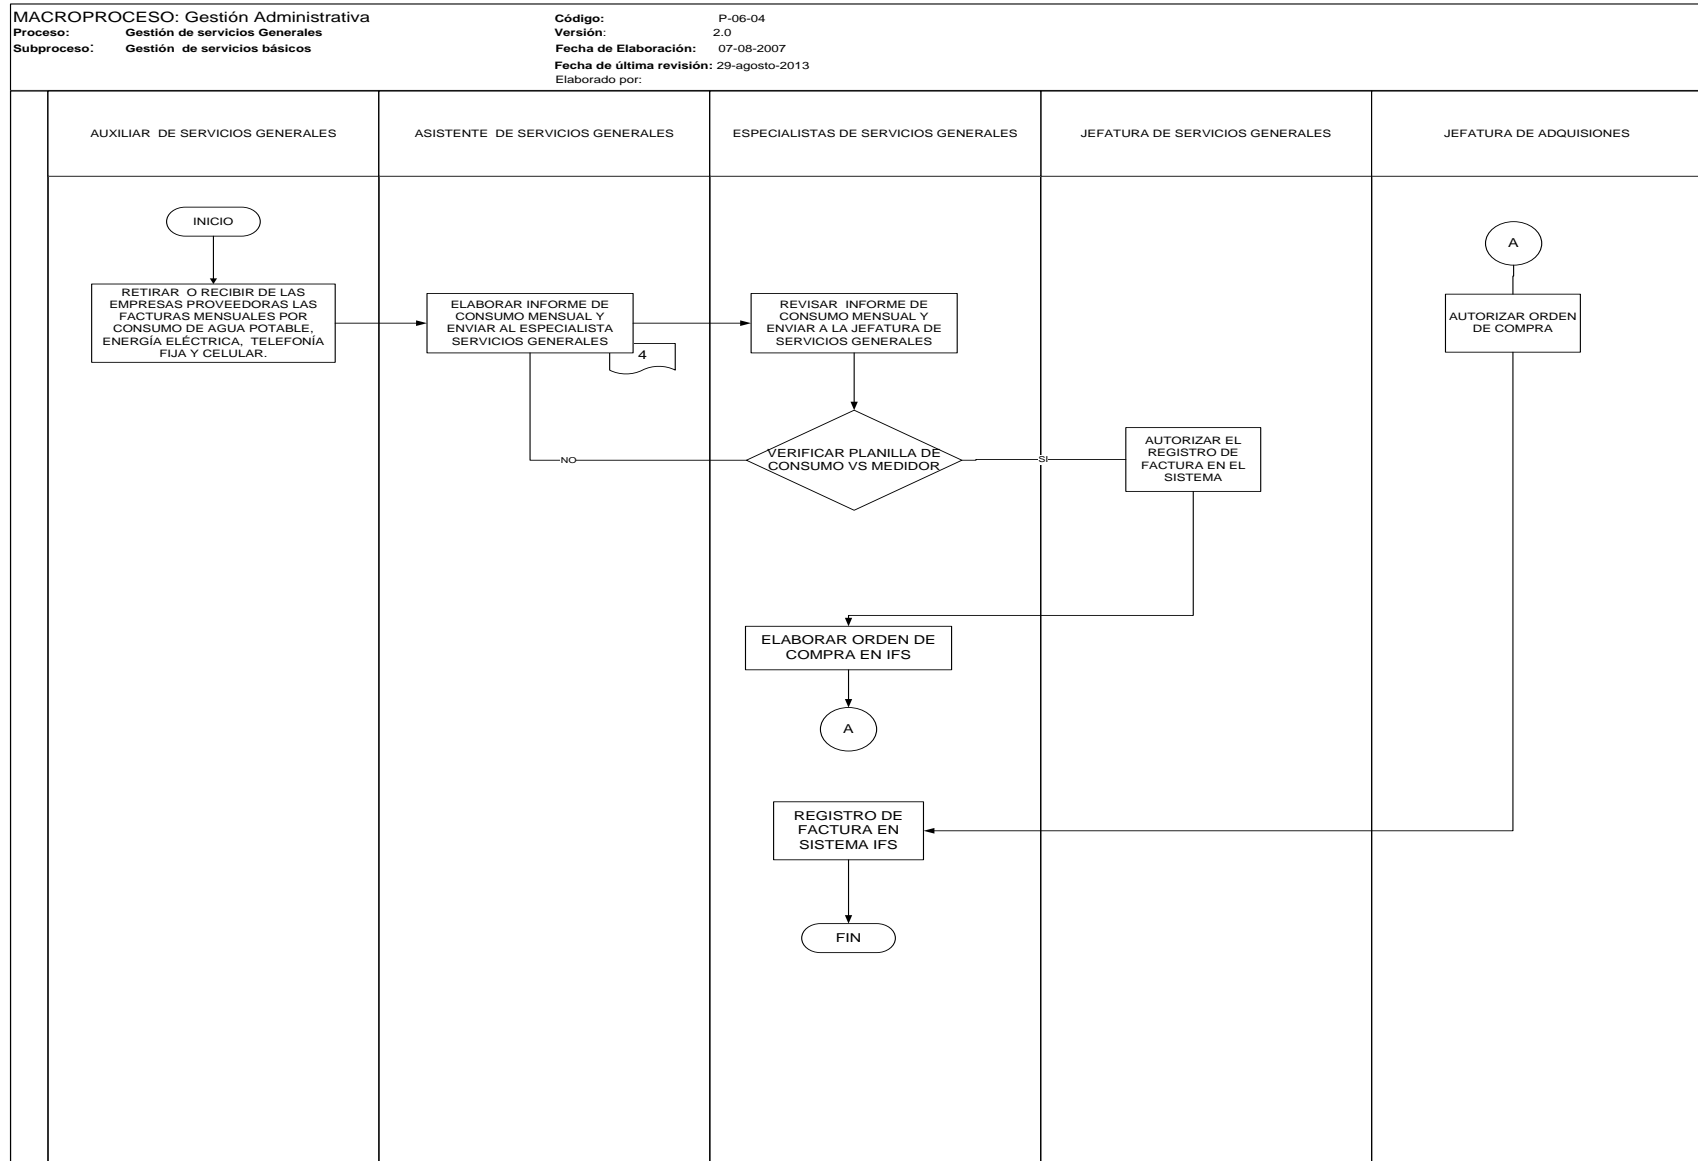 MACROPROCESO: Gestión Administrativa
Proceso: Gestión de servicios Generales
Subproceso: Gestión de servicios básicos
Código: P-06-04
Versión: 2.0
Fecha de Elaboración: 07-08-2007
Fecha de última revisión: 29-agosto-2013
Elaborado por:
AUXILIAR DE SERVICIOS GENERALES
ASISTENTE DE SERVICIOS GENERALES
ESPECIALISTAS DE SERVICIOS GENERALES
JEFATURA DE SERVICIOS GENERALES
JEFATURA DE ADQUISIONES
INICIO
RETIRAR O RECIBIR DE LAS
EMPRESAS PROVEEDORAS LAS
FACTURAS MENSUALES POR
CONSUMO DE AGUA POTABLE,
ENERGÍA ELÉCTRICA, TELEFONÍA
FIJA Y CELULAR.
ELABORAR INFORME DE
CONSUMO MENSUAL Y
ENVIAR AL ESPECIALISTA
SERVICIOS GENERALES
4
REVISAR INFORME DE
CONSUMO MENSUAL Y
ENVIAR A LA JEFATURA DE
SERVICIOS GENERALES
VERIFICAR PLANILLA DE
CONSUMO VS MEDIDOR
NO
SI
AUTORIZAR EL
REGISTRO DE
FACTURA EN EL
SISTEMA
ELABORAR ORDEN DE
COMPRA EN IFS
A
A
AUTORIZAR ORDEN
DE COMPRA
REGISTRO DE
FACTURA EN
SISTEMA IFS
FIN